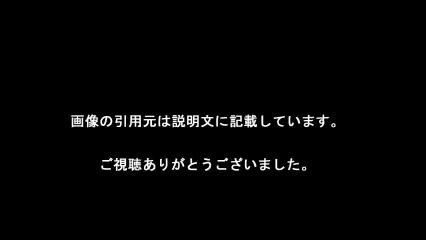 画像の引用元は説明文に記載しています。
ご視聴ありがとうございました。